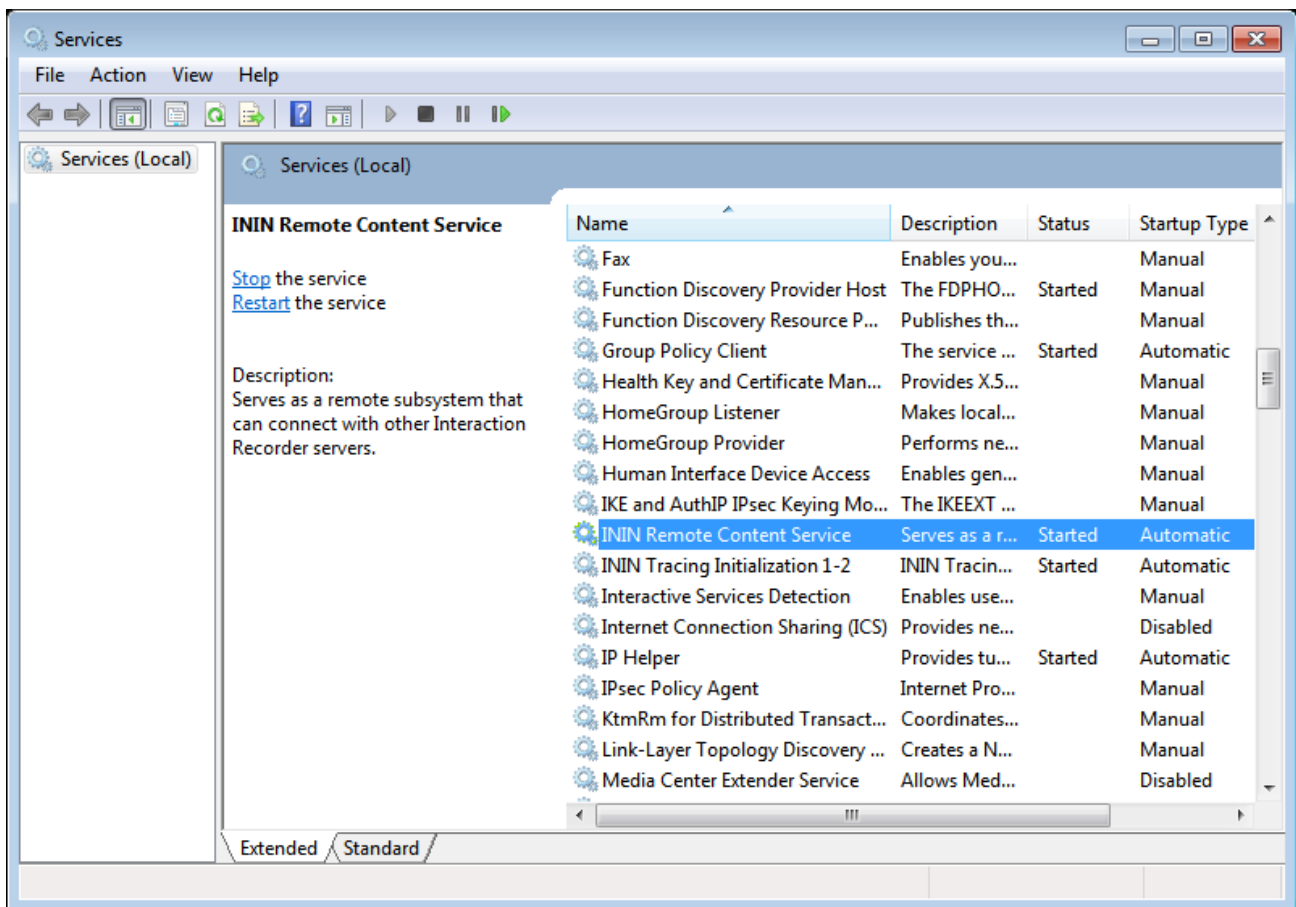 Services
File Action View Help
Services (Local)
Services (Local)
ININ Remote Content Service
Stop the service
Restart the service
Description:
Serves as a remote subsystem that
can connect with other Interaction
Recorder servers.
Name Description Status Startup Type
Fax Enables you... Manual
Function Discovery Provider Host The FDPHO... Started Manual
Function Discovery Resource P... Publishes th... Manual
Group Policy Client The service ... Started Automatic
Health Key and Certificate Man... Provides X.5... Manual
HomeGroup Listener Makes local... Manual
HomeGroup Provider Performs ne... Manual
Human Interface Device Access Enables gen... Manual
IKE and AuthIP IPsec Keying Mo... The IKEEXT ... Manual
ININ Remote Content Service Serves as a r... Started Automatic
ININ Tracing Initialization 1-2 ININ Tracin... Started Automatic
Interactive Services Detection Enables use... Manual
Internet Connection Sharing (ICS) Provides ne... Disabled
IP Helper Provides tu... Started Automatic
IPsec Policy Agent Internet Pro... Manual
KtmRm for Distributed Transact... Coordinates... Manual
Link-Layer Topology Discovery ... Creates a N... Manual
Media Center Extender Service Allows Med... Disabled
Extended Standard